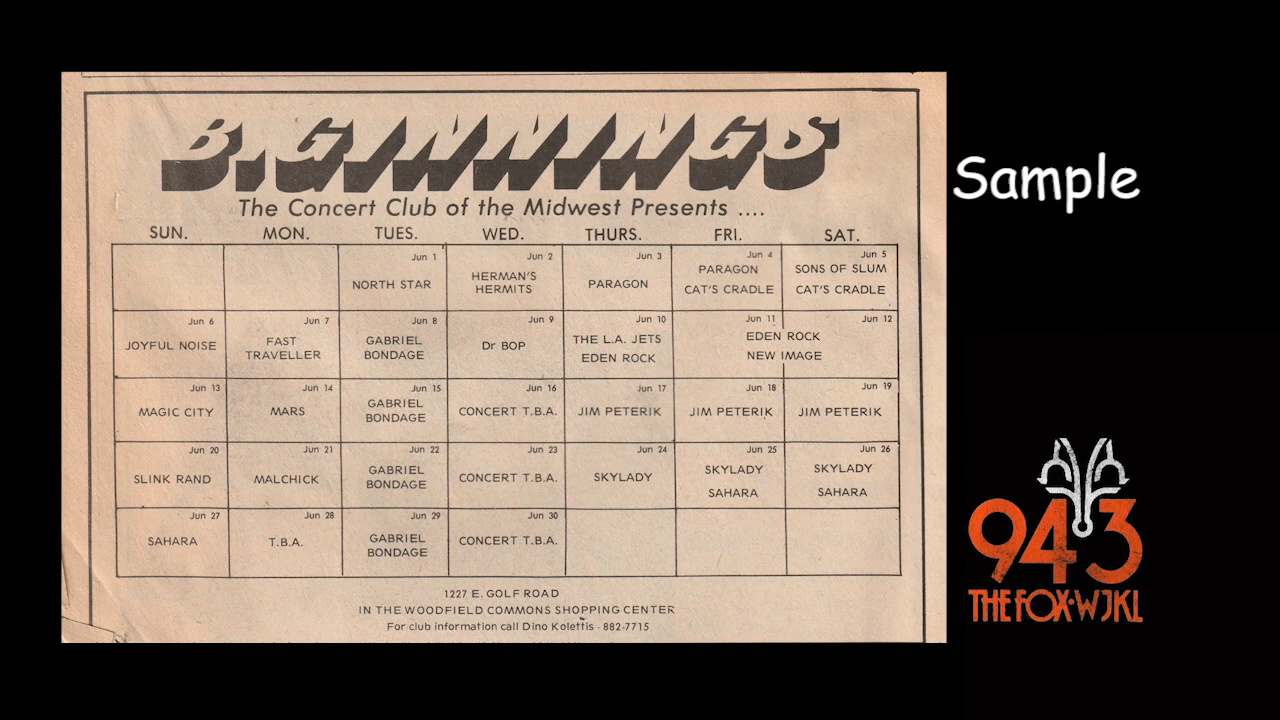 B.GINNINGS
The Concert Club of the Midwest Presents ....
SUN. MON. TUES. WED. THURS. FRI. SAT.
Jun 1 Jun 2 Jun 3 Jun 4 Jun 5
NORTH STAR
HERMAN'S
HERMITS
PARAGON
PARAGON
CAT'S CRADLE
SONS OF SLUM
CAT'S CRADLE
Jun 6 Jun 7 Jun 8 Jun 9 Jun 10 Jun 11 Jun 12
JOYFUL NOISE
FAST
TRAVELLER
GABRIEL
BONDAGE
Dr BOP
THE L.A. JETS
EDEN ROCK
EDEN ROCK
NEW IMAGE
Jun 13 Jun 14 Jun 15 Jun 16 Jun 17 Jun 18 Jun 19
MAGIC CITY
MARS
GABRIEL
BONDAGE
CONCERT T.B.A.
JIM PETERIK
JIM PETERIK
JIM PETERIK
Jun 20 Jun 21 Jun 22 Jun 23 Jun 24 Jun 25 Jun 26
SLINK RAND
MALCHICK
GABRIEL
BONDAGE
CONCERT T.B.A.
SKYLADY
SKYLADY
SAHARA
SKYLADY
SAHARA
Jun 27 Jun 28 Jun 29 Jun 30
SAHARA
T.B.A.
GABRIEL
BONDAGE
CONCERT T.B.A.
1227 E. GOLF ROAD
IN THE WOODFIELD COMMONS SHOPPING CENTER
For club information call Dino Kolettis - 882-7715
Sample
94.3
THE FOX•WJKL